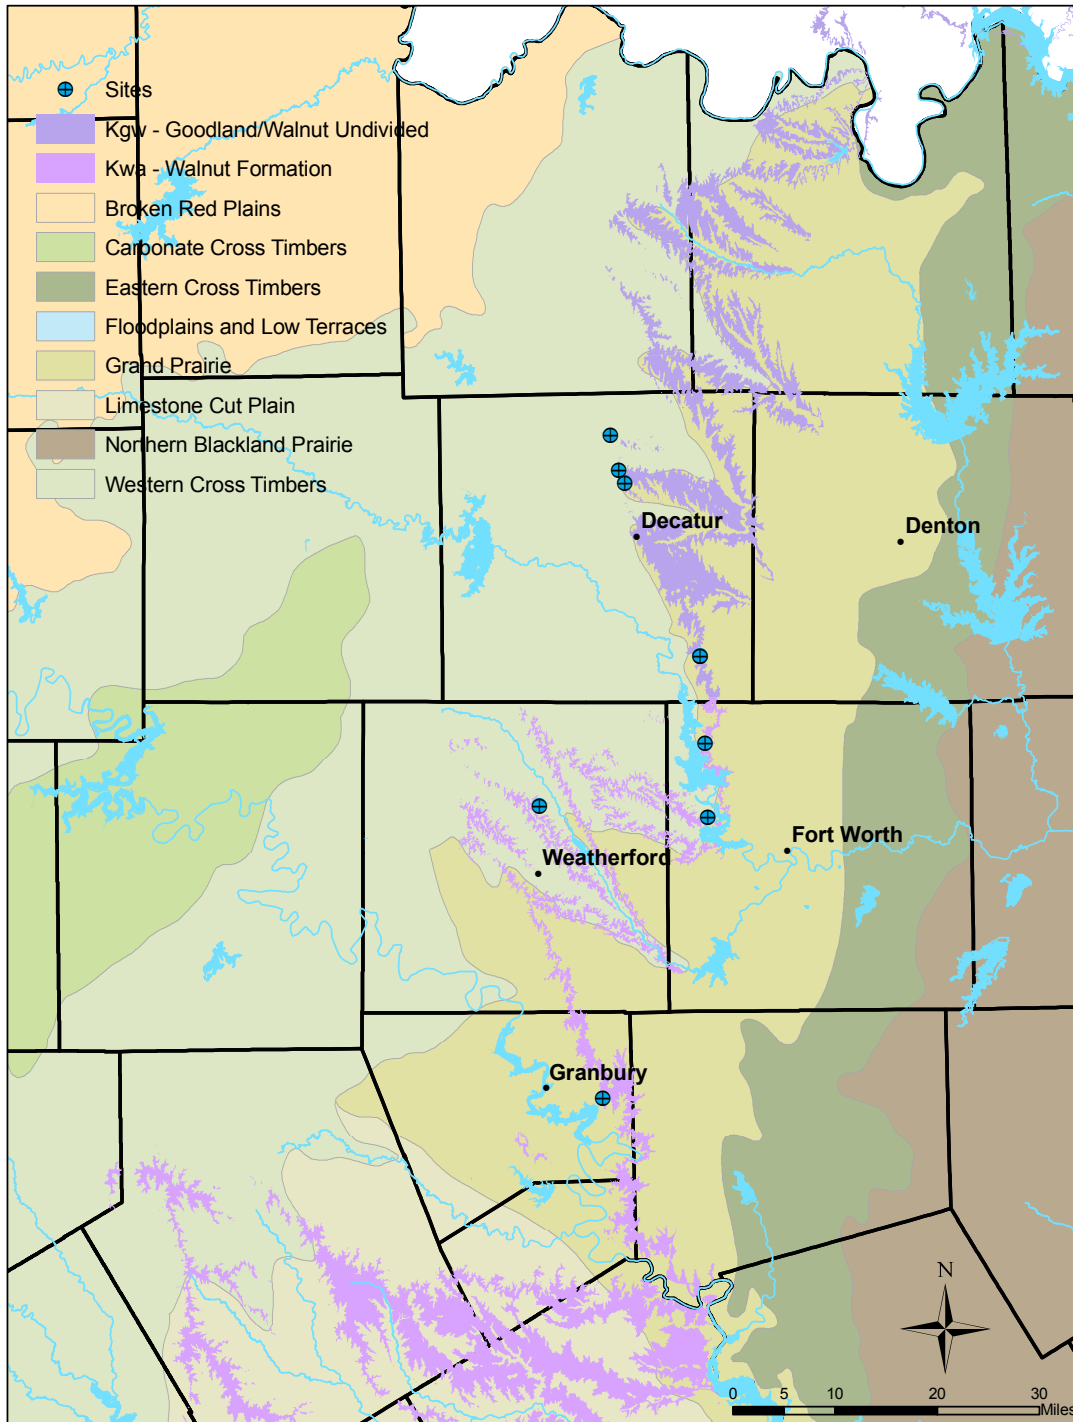 Sites
Kgw - Goodland/Walnut Undivided
Kwa - Walnut Formation
Broken Red Plains
Carbonate Cross Timbers
Eastern Cross Timbers
Floodplains and Low Terraces
Grand Prairie
Limestone Cut Plain
Northern Blackland Prairie
Western Cross Timbers
Decatur
Denton
Fort Worth
Weatherford
Granbury
N
0 5 10 20 30
Miles